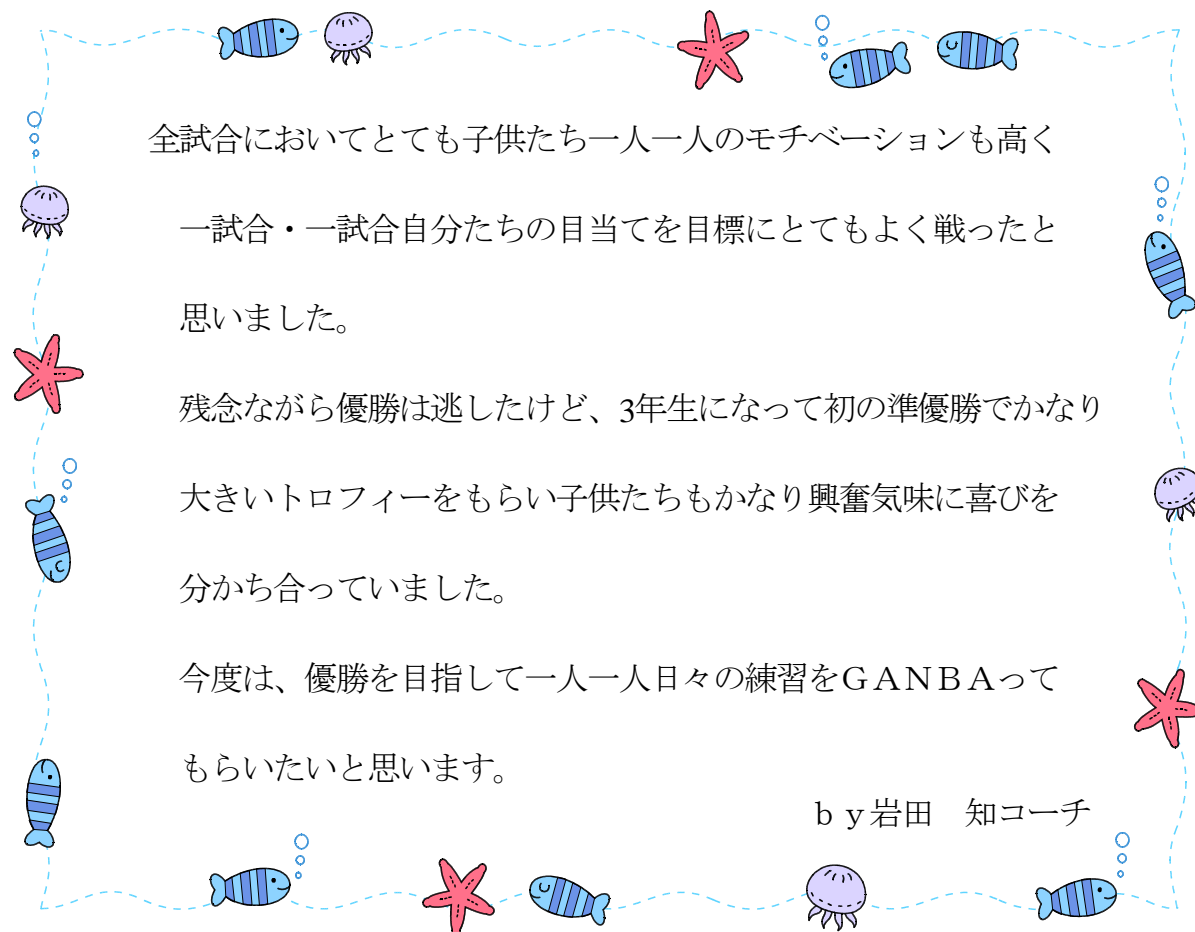 全試合においてとても子供たち一人一人のモチベーションも高く
一試合・一試合自分たちの目当てを目標にとてもよく戦ったと
思いました。
残念ながら優勝は逃したけど、3年生になって初の準優勝でかなり
大きいトロフィーをもらい子供たちもかなり興奮気味に喜びを
分かち合っていました。
今度は、優勝を目指して一人一人日々の練習をＧＡＮＢＡって
もらいたいと思います。
ｂｙ岩田　知コーチ